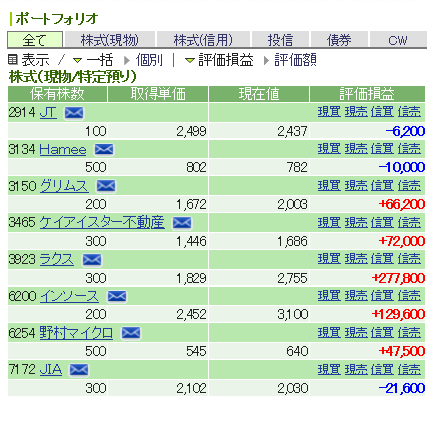 ポートフォリオ
全て 株式(現物) 株式(信用) 投信 債券 CW
表示 / 一括 個別 | 評価損益 評価額
株式(現物/特定預り)
保有株数 取得単価 現在値 評価損益
2914 JT 現買 現売 信買 信売
100 2,499 2,437 -6,200
3134 Hamee 現買 現売 信買 信売
500 802 782 -10,000
3150 グリムス 現買 現売 信買 信売
200 1,672 2,003 +66,200
3465 ケイアイスター不動産 現買 現売 信買 信売
300 1,446 1,686 +72,000
3923 ラクス 現買 現売 信買 信売
300 1,829 2,755 +277,800
6200 インソース 現買 現売 信買 信売
200 2,452 3,100 +129,600
6254 野村マイクロ 現買 現売 信買 信売
500 545 640 +47,500
7172 JIA 現買 現売 信買 信売
300 2,102 2,030 -21,600